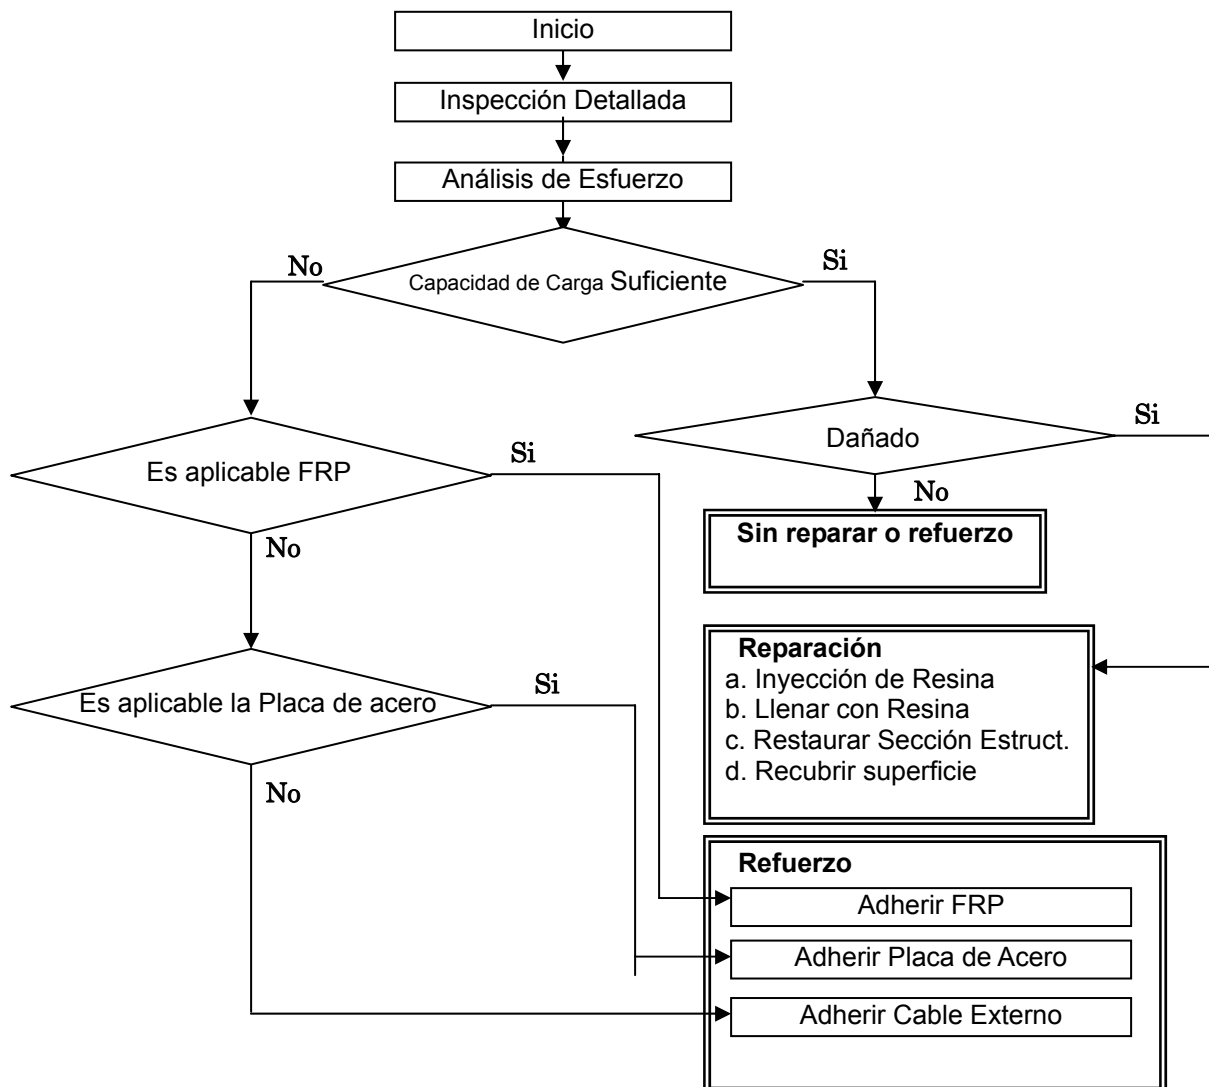 Inicio
Inspección Detallada
Análisis de Esfuerzo
Capacidad de Carga Suficiente
No
Si
Dañado
Si
No
Es aplicable FRP
Si
No
Sin reparar o refuerzo
Es aplicable la Placa de acero
Si
No
Reparación
a. Inyección de Resina
b. Llenar con Resina
c. Restaurar Sección Estruct.
d. Recubrir superficie
Refuerzo
Adherir FRP
Adherir Placa de Acero
Adherir Cable Externo